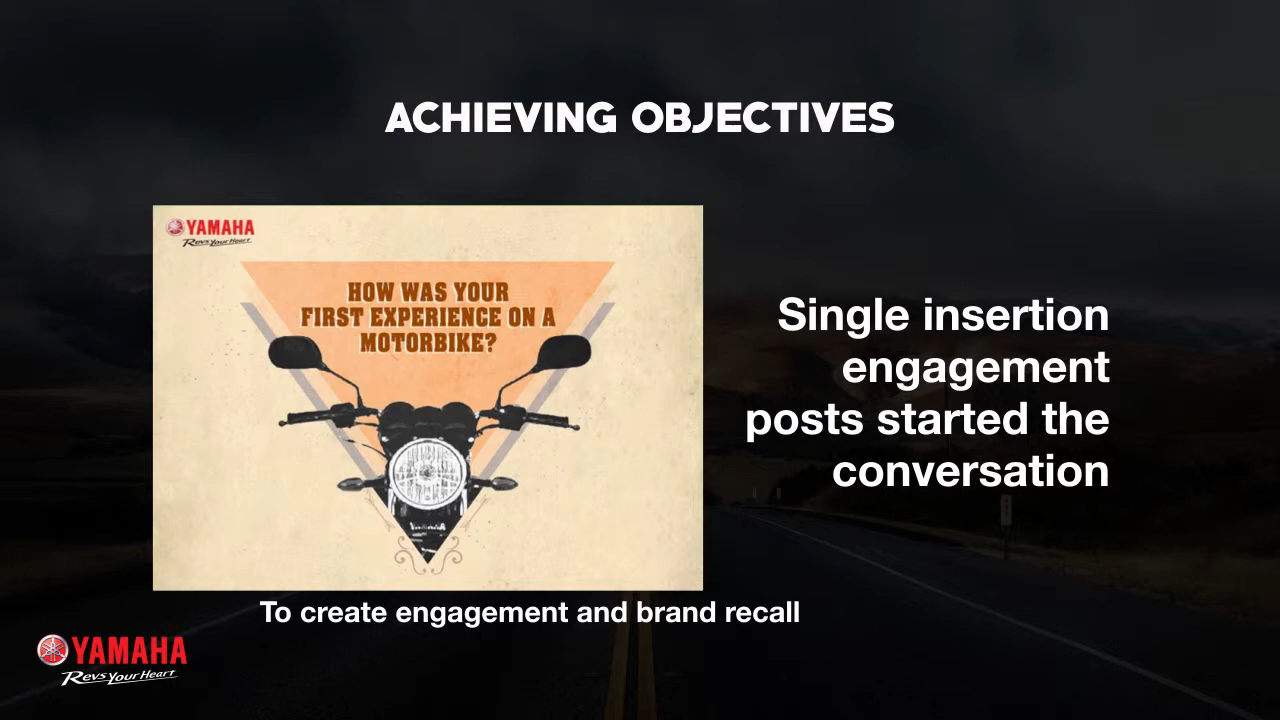 ACHIEVING OBJECTIVES
YAMAHA
Revs Your Heart
HOW WAS YOUR
FIRST EXPERIENCE ON A
MOTORBIKE?
Single insertion
engagement
posts started the
conversation
To create engagement and brand recall
YAMAHA
Revs Your Heart